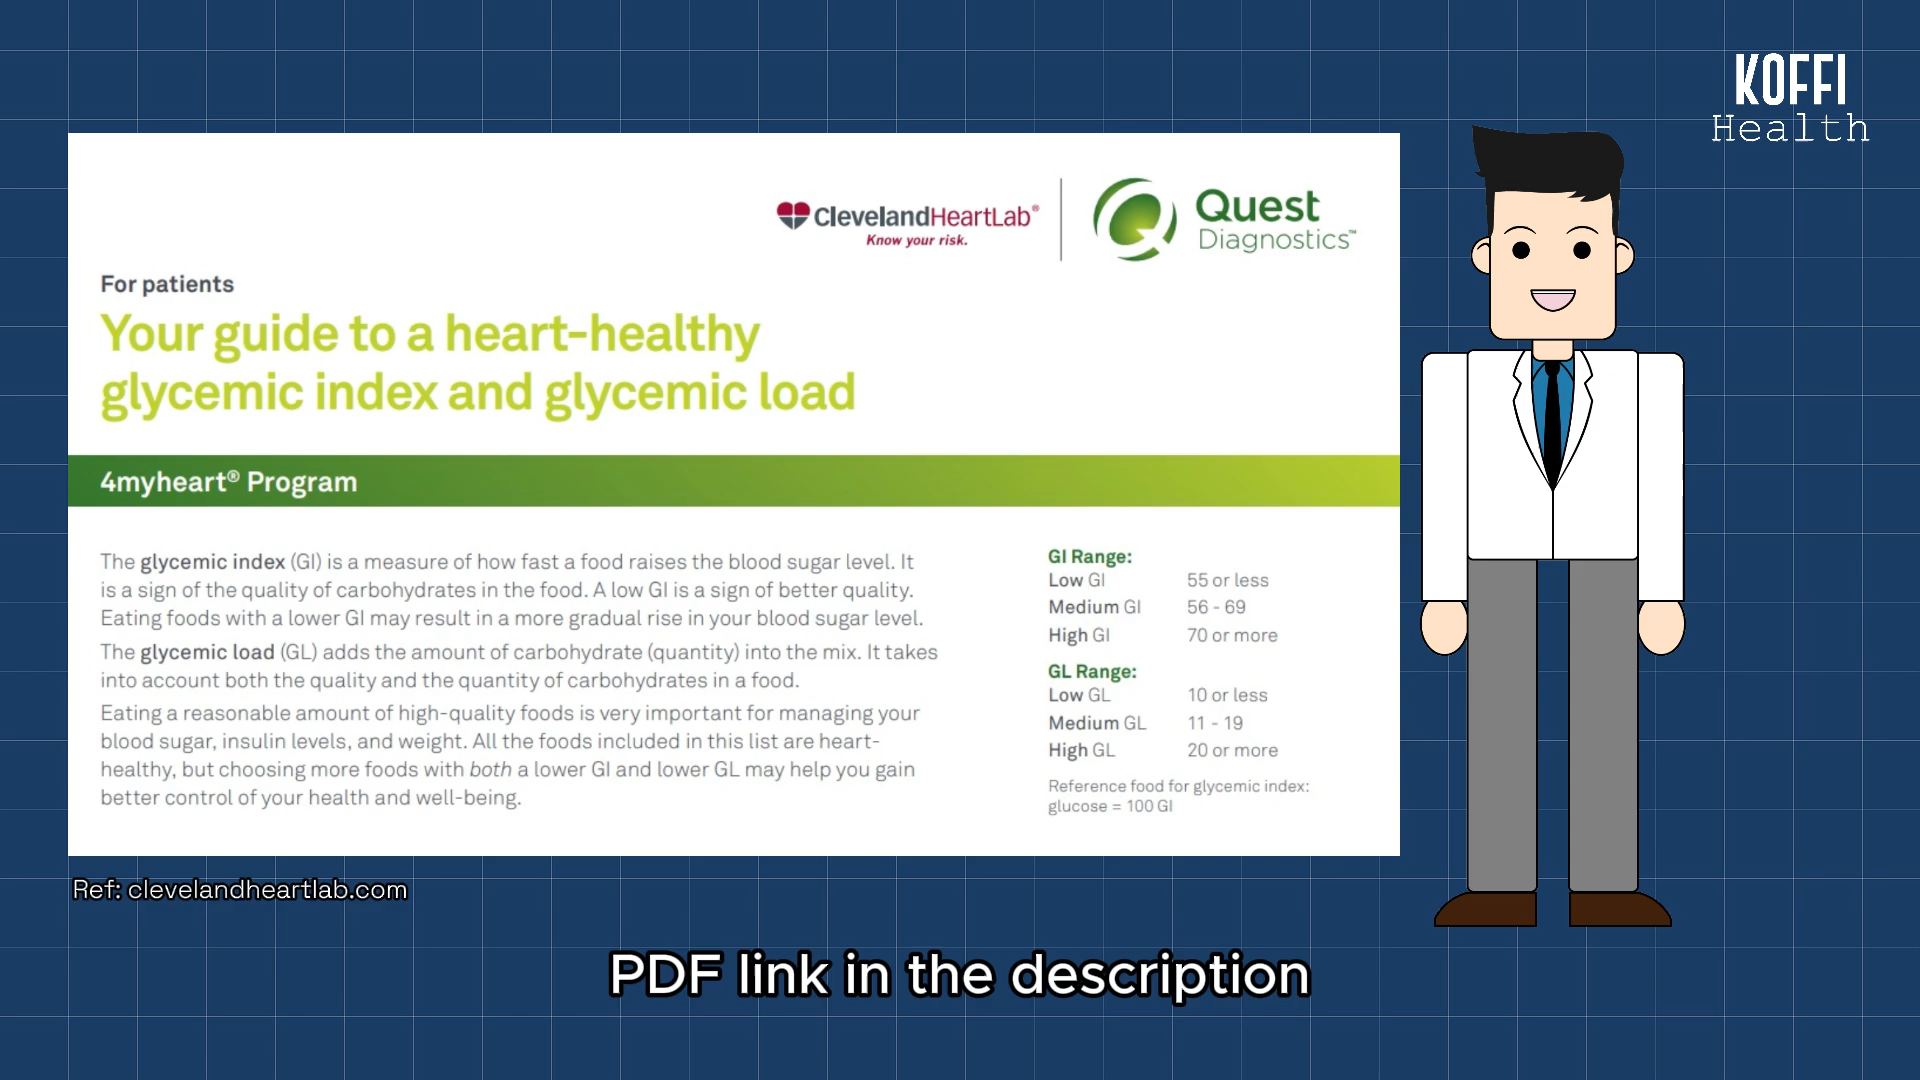 KOFFI
Health
ClevelandHeartLab®
Know your risk.
Quest
Diagnostics™
For patients
Your guide to a heart-healthy
glycemic index and glycemic load
4myheart® Program
The glycemic index (GI) is a measure of how fast a food raises the blood sugar level. It
is a sign of the quality of carbohydrates in the food. A low GI is a sign of better quality.
Eating foods with a lower GI may result in a more gradual rise in your blood sugar level.
The glycemic load (GL) adds the amount of carbohydrate (quantity) into the mix. It takes
into account both the quality and the quantity of carbohydrates in a food.
Eating a reasonable amount of high-quality foods is very important for managing your
blood sugar, insulin levels, and weight. All the foods included in this list are heart-
healthy, but choosing more foods with both a lower GI and lower GL may help you gain
better control of your health and well-being.
GI Range:
Low GI 55 or less
Medium GI 56 - 69
High GI 70 or more
GL Range:
Low GL 10 or less
Medium GL 11 - 19
High GL 20 or more
Reference food for glycemic index:
glucose = 100 GI
Ref: clevelandheartlab.com
PDF link in the description